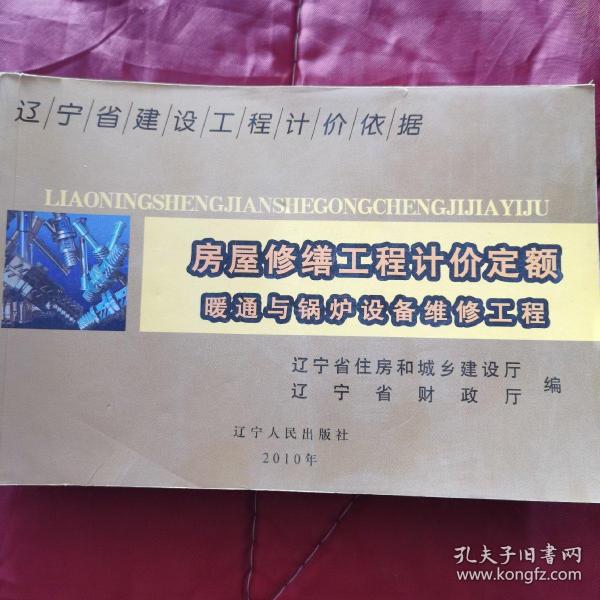 辽/宁/省/建/设/工/程/计/价/依/据
LIAONINGSHENGJIANSHEGONGCHENGJIJIAYIJU
房屋修缮工程计价定额
暖通与锅炉设备维修工程
辽宁省住房和城乡建设厅
辽宁省财政厅
编
辽宁人民出版社
2010年
孔夫子旧书网
www.kongfz.com